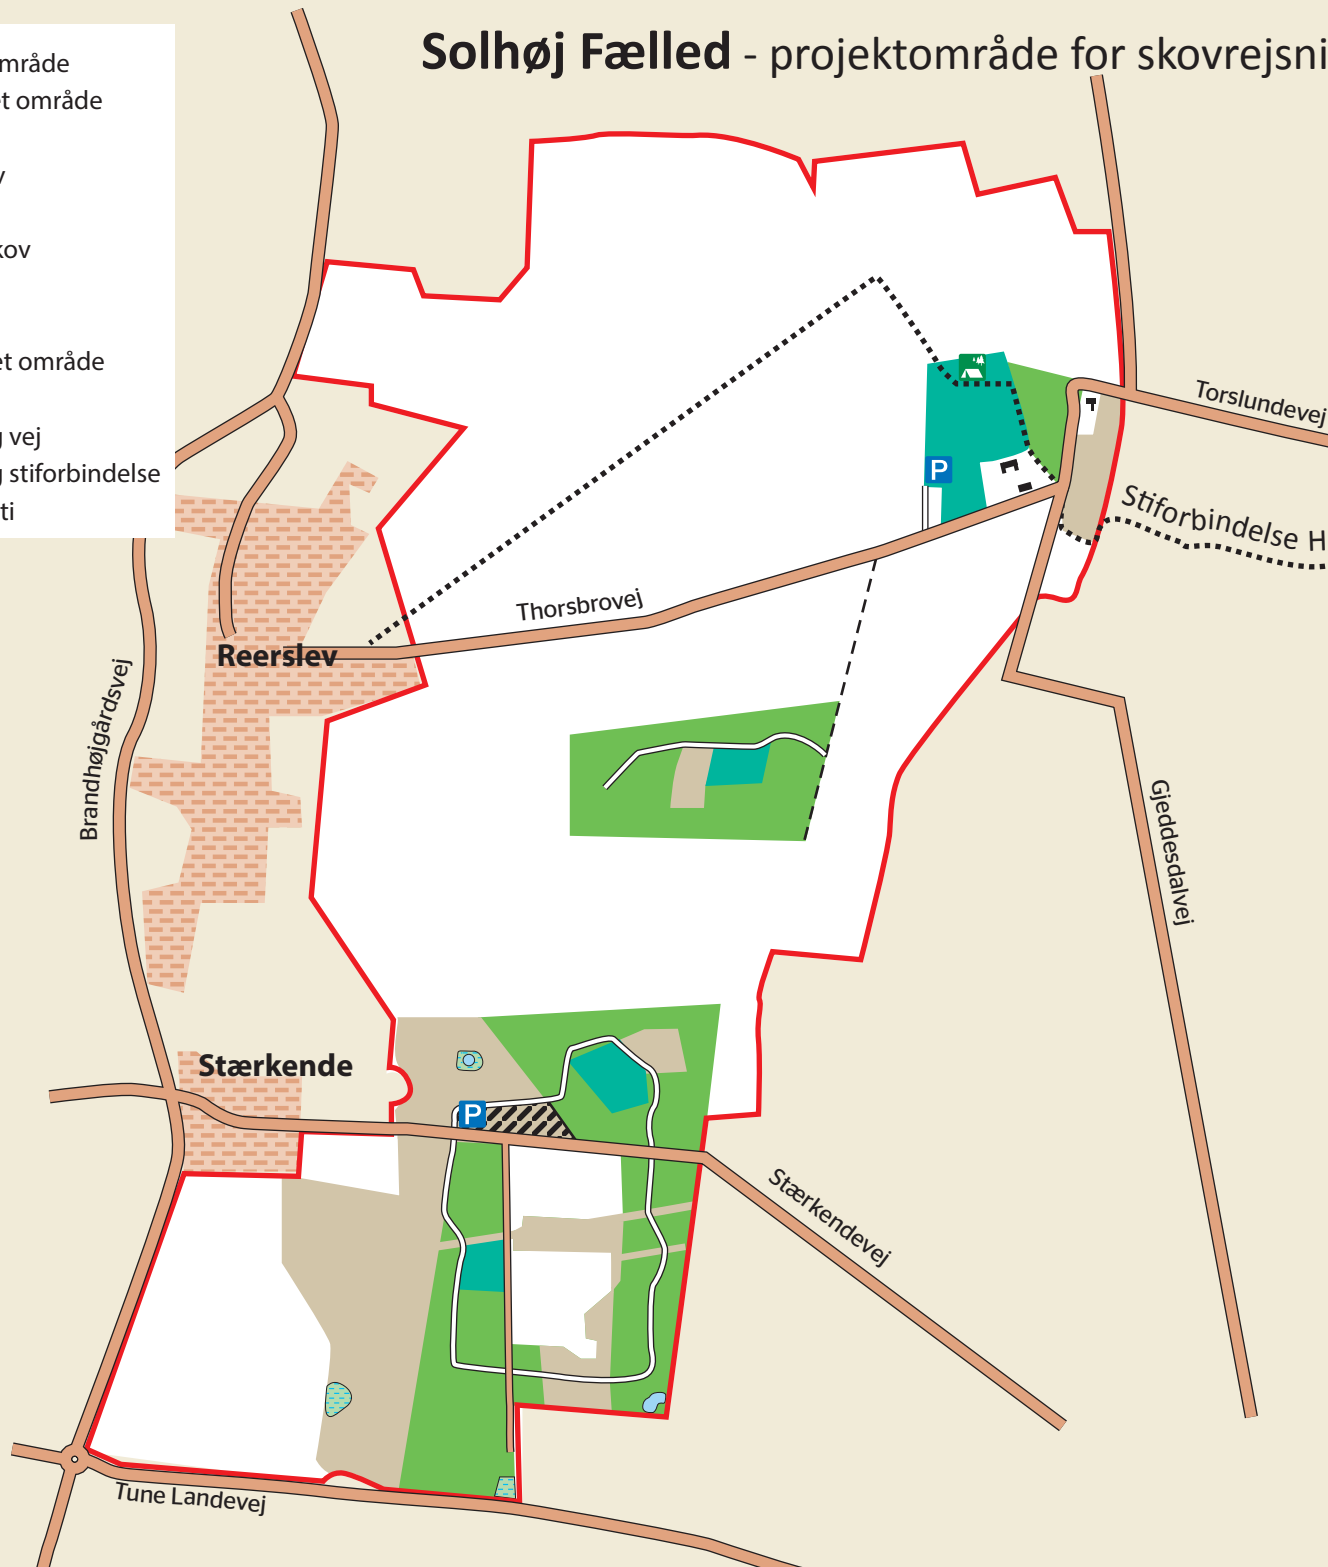 Solhøj Fælled - projektområde for skovrejsni
mråde
t område
v
kov
et område
g vej
g stiforbindelse
ti
Torslundevej
P
Stiforbindelse H
Thorsbrovej
Reerslev
Brandhøjgårdsvej
Gjeddesdalvej
Stærkende
P
Stærkendevej
Tune Landevej